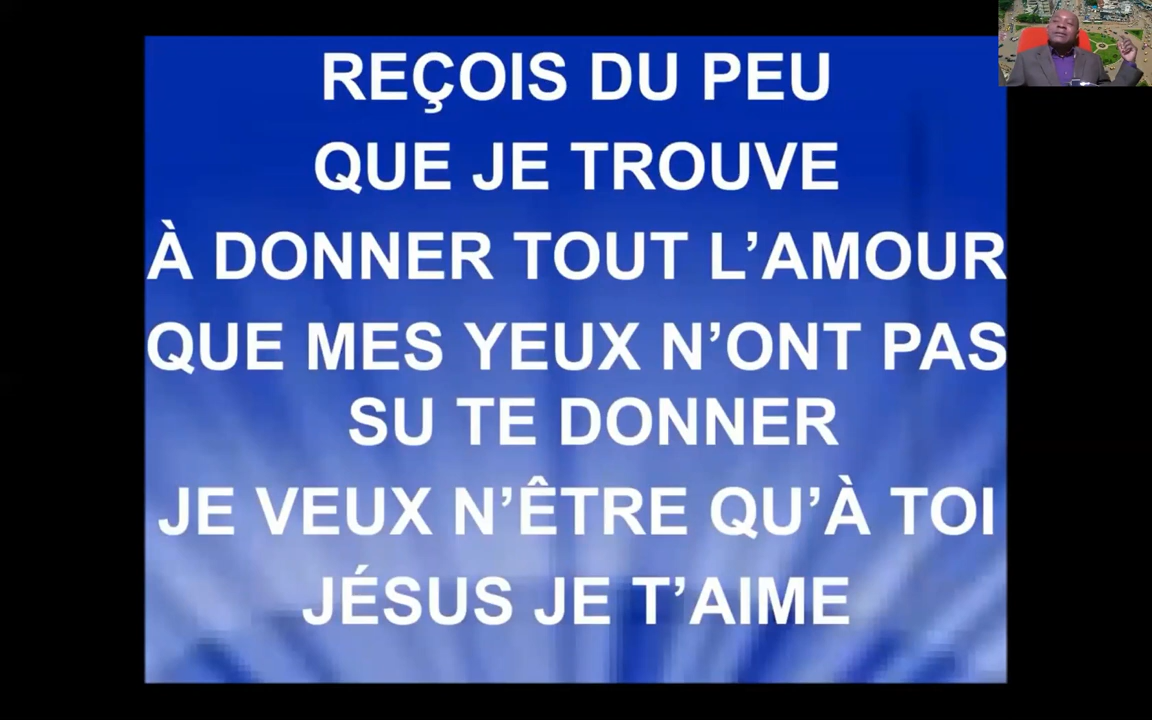 REÇOIS DU PEU
QUE JE TROUVE
À DONNER TOUT L’AMOUR
QUE MES YEUX N’ONT PAS
SU TE DONNER
JE VEUX N’ÊTRE QU’À TOI
JÉSUS JE T’AIME